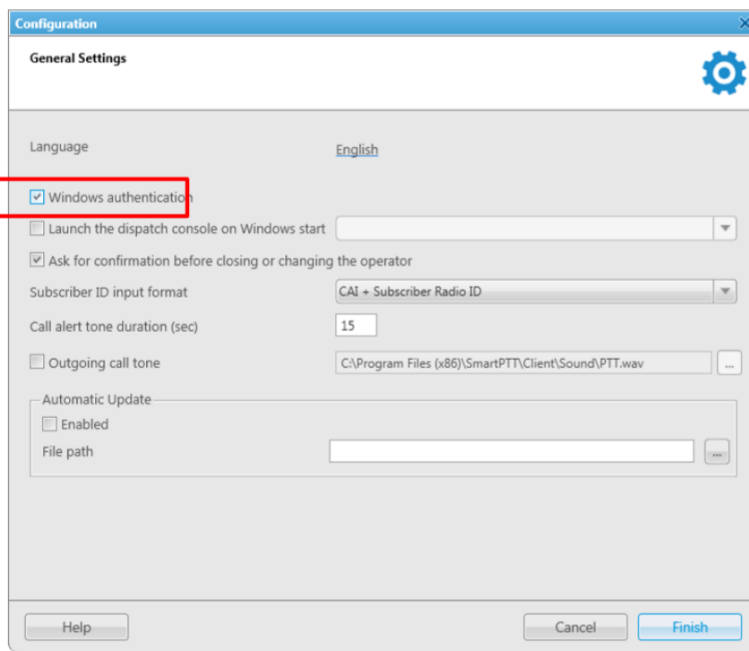 Configuration
General Settings
Language English
Windows authentication
Launch the dispatch console on Windows start
Ask for confirmation before closing or changing the operator
Subscriber ID input format CAI + Subscriber Radio ID
Call alert tone duration (sec) 15
Outgoing call tone C:\Program Files (x86)\SmartPTT\Client\Sound\PTT.wav ...
Automatic Update
Enabled
File path ...
Help Cancel Finish